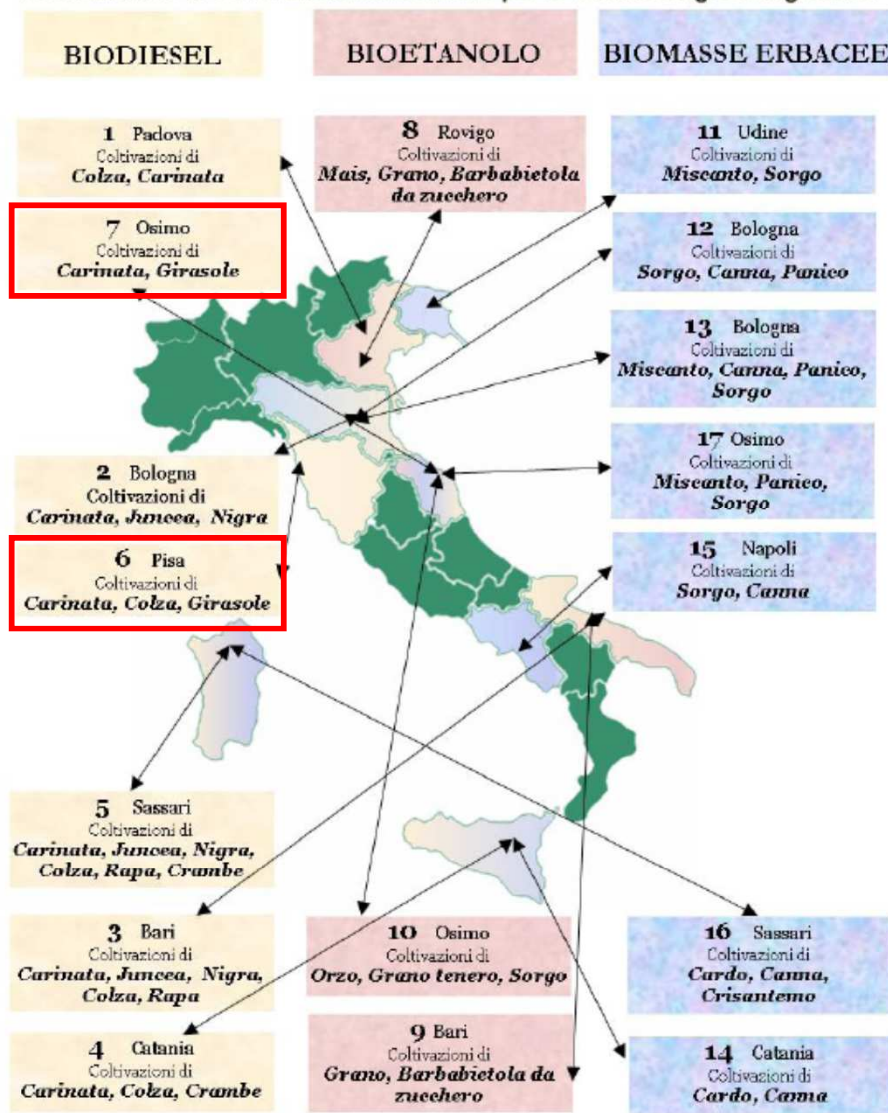 BIODIESEL
BIOETANOLO
BIOMASSE ERBACEE
1 Padova
Coltivazioni di
Colza, Carinata
7 Osimo
Coltivazioni di
Carinata, Girasole
8 Rovigo
Coltivazioni di
Mais, Grano, Barbabietola
da zucchero
11 Udine
Coltivazioni di
Miscanto, Sorgo
12 Bologna
Coltivazioni di
Sorgo, Canna, Panico
13 Bologna
Coltivazioni di
Miscanto, Canna, Panico,
Sorgo
17 Osimo
Coltivazioni di
Miscanto, Panico,
Sorgo
2 Bologna
Coltivazioni di
Carinata, Juncea, Nigra
6 Pisa
Coltivazioni di
Carinata, Colza, Girasole
15 Napoli
Coltivazioni di
Sorgo, Canna
5 Sassari
Coltivazioni di
Carinata, Juncea, Nigra,
Colza, Rapa, Crambe
3 Bari
Coltivazioni di
Carinata, Juncea, Nigra,
Colza, Rapa
4 Catania
Coltivazioni di
Carinata, Colza, Crambe
10 Osimo
Coltivazioni di
Orzo, Grano tenero, Sorgo
9 Bari
Coltivazioni di
Grano, Barbabietola da
zucchero
16 Sassari
Coltivazioni di
Cardo, Canna,
Crisantemo
14 Catania
Coltivazioni di
Cardo, Canna